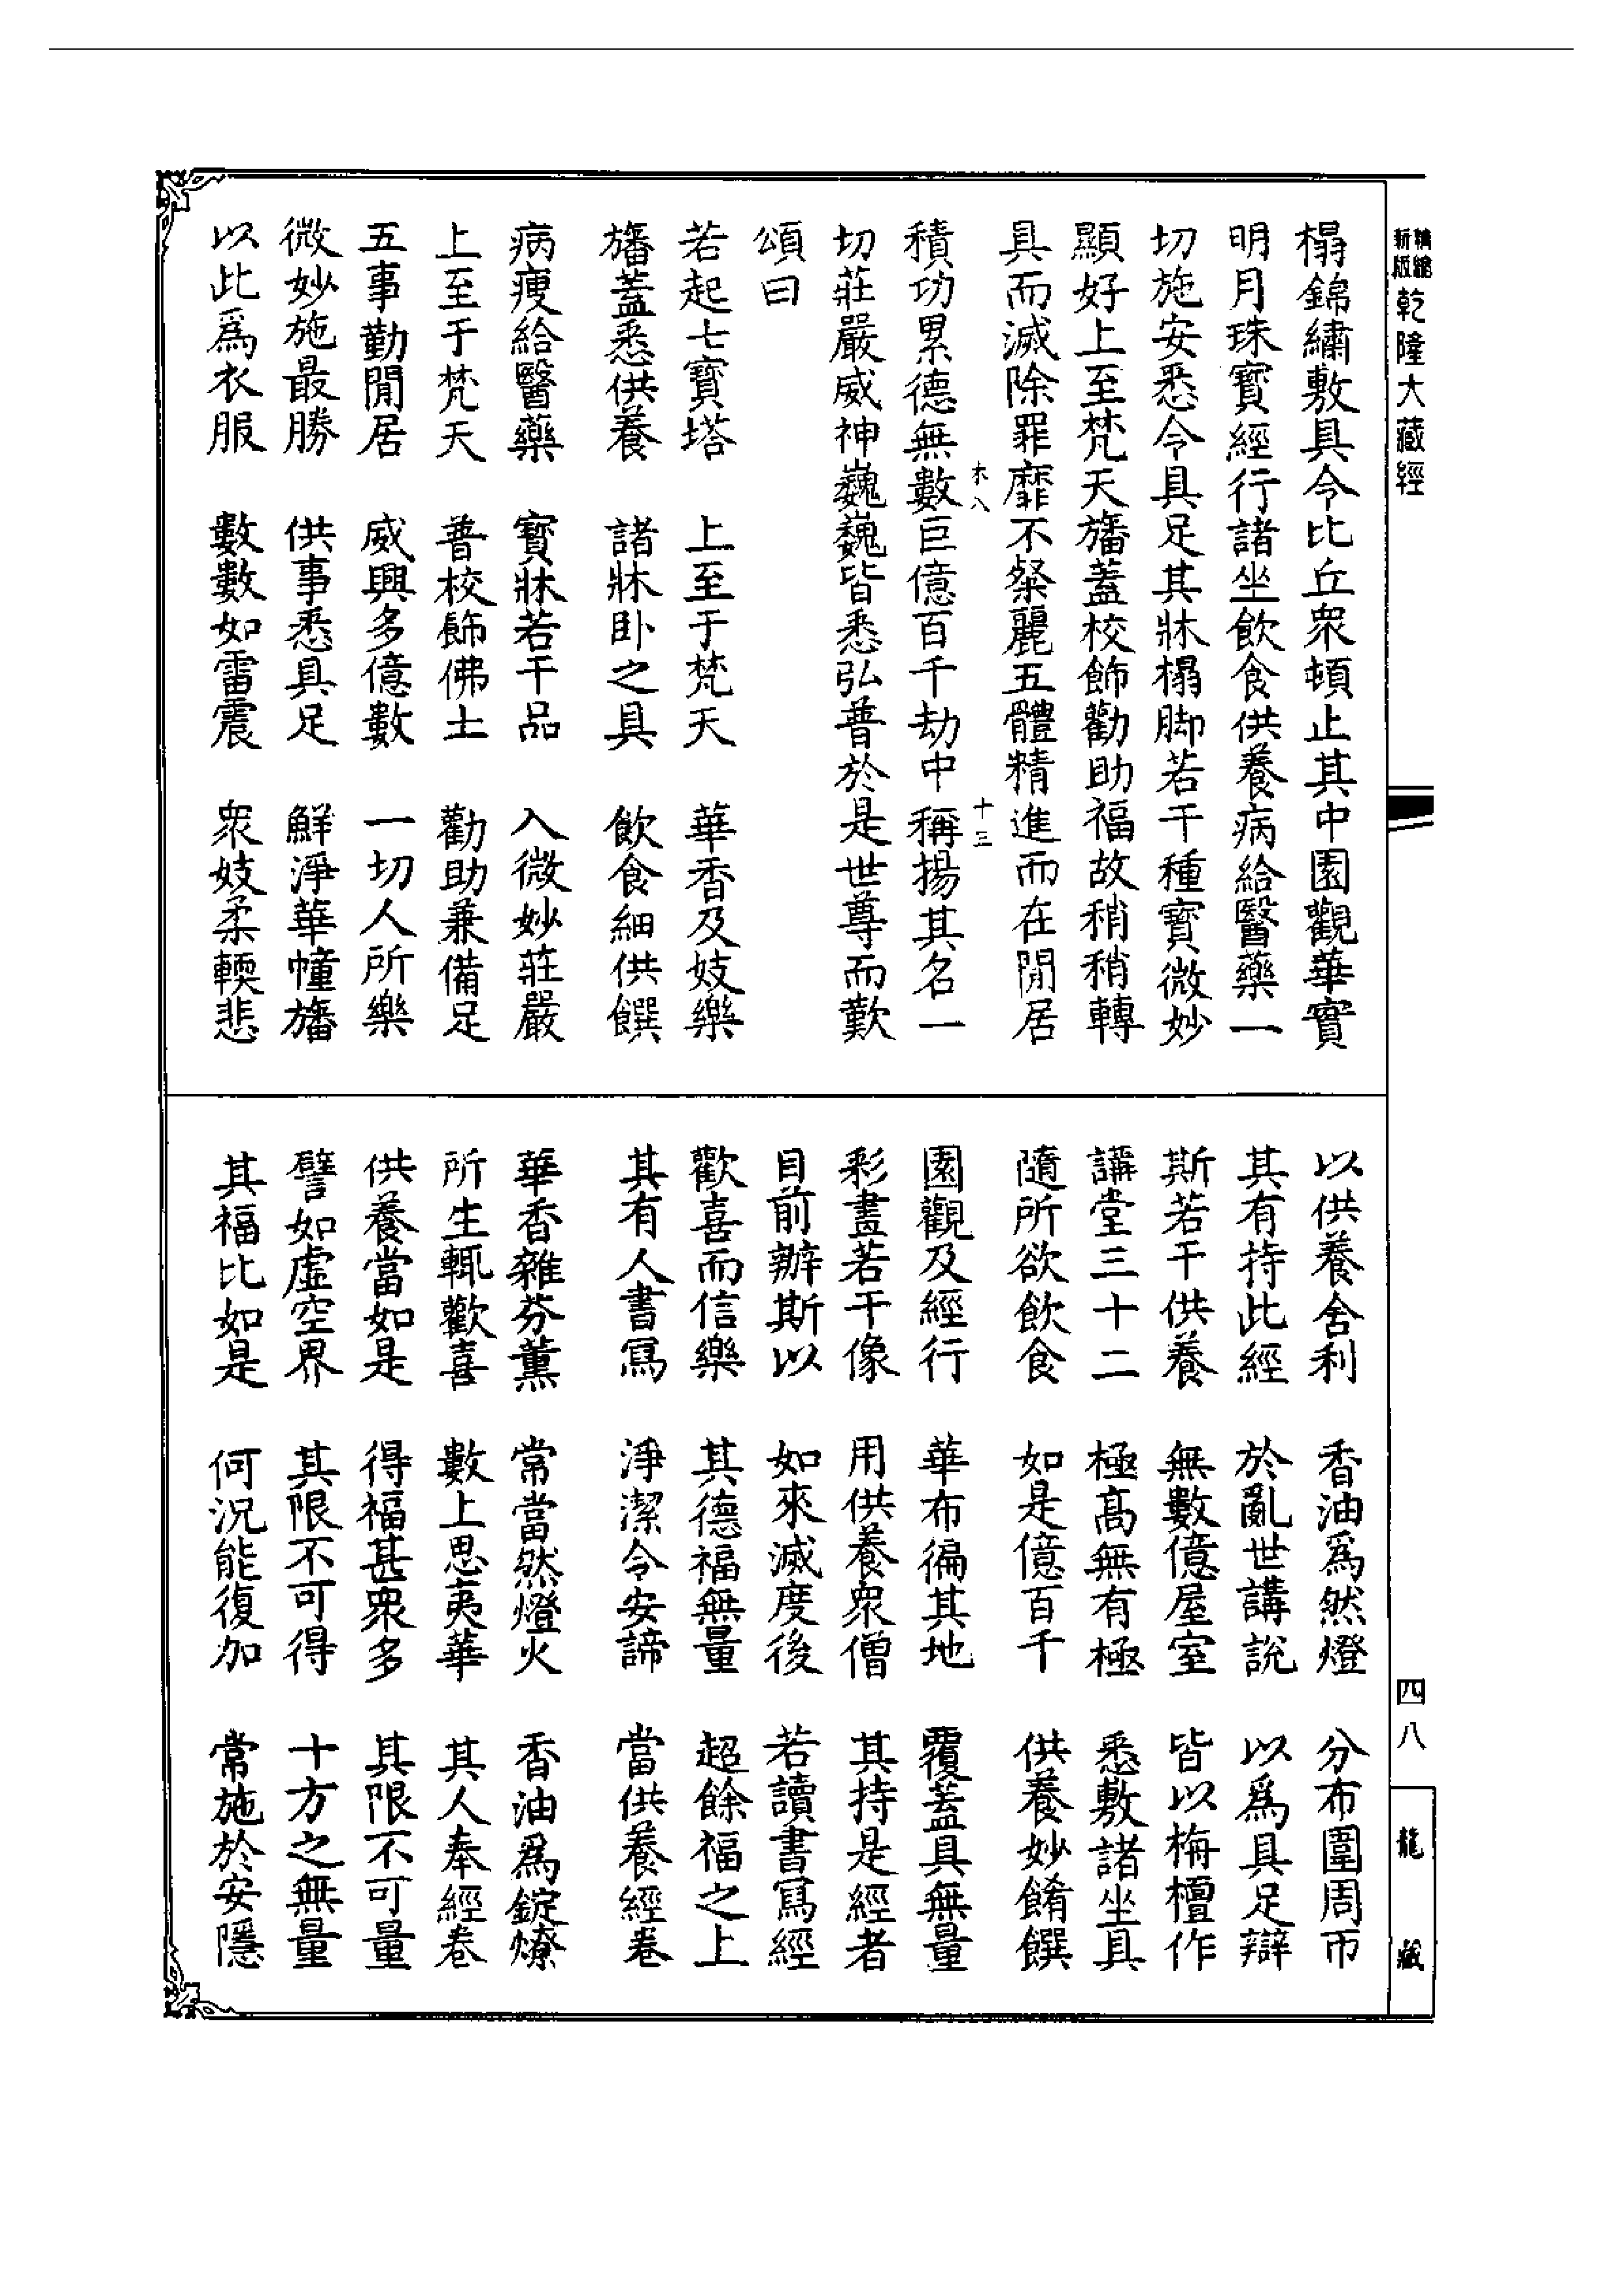 精繪
新版
乾隆大藏經
榻錦繡敷具令比丘眾頓止其中園觀華實
明月珠寶經行諸坐飲食供養病給醫藥一
切施安悉令具足其牀榻脚若干種寶微妙
顯好上至梵天旛蓋校飾勸助福故稍稍轉
具而滅除罪靡不粲麗五體精進而在閒居
木八
十三
積功累德無數巨億百千劫中稱揚其名一
切莊嚴威神巍巍皆悉弘普於是世尊而歎
頌曰
若起七寶塔 上至于梵天 華香及妓樂
旛蓋悉供養 諸牀臥之具 飲食細供饌
病瘦給醫藥 寶牀若干品 入微妙莊嚴
上至于梵天 普校飾佛土 勸助兼備足
五事勤閒居 威興多億數 一切人所樂
微妙施最勝 供事悉具足 鮮淨華幢旛
以此爲衣服 數數如雷震 眾妓柔輭悲
以供養舍利 香油爲然燈 分布圍周帀
其有持此經 於亂世講說 以爲具足辯
斯若干供養 無數億屋室 皆以栴檀作
講堂三十二 極高無有極 悉敷諸坐具
隨所欲飲食 如是億百千 供養妙餚饌
園觀及經行 華布徧其地 覆蓋具無量
彩畫若干像 用供養眾僧 其持是經者
目前辦斯以 如來滅度後 若讀書寫經
歡喜而信樂 其德福無量 超餘福之上
其有人書寫 淨潔令安諦 當供養經卷
華香雜芬薰 常當然燈火 香油爲錠燎
所生輒歡喜 數上思夷華 其人奉經卷
供養當如是 得福甚眾多 其限不可量
譬如虛空界 其限不可得 十方之無量
其福比如是 何況能復加 常施於安隱
四八
龍藏